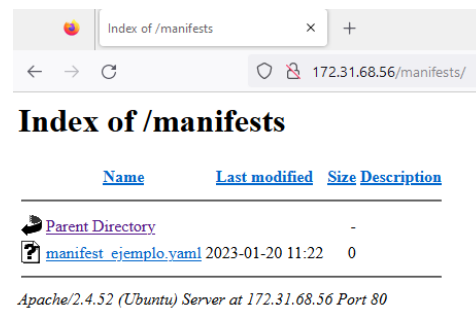 Index of /manifests
172.31.68.56/manifests/
Index of /manifests
Name Last modified Size Description
Parent Directory -
manifest_ejemplo.yaml 2023-01-20 11:22 0
Apache/2.4.52 (Ubuntu) Server at 172.31.68.56 Port 80